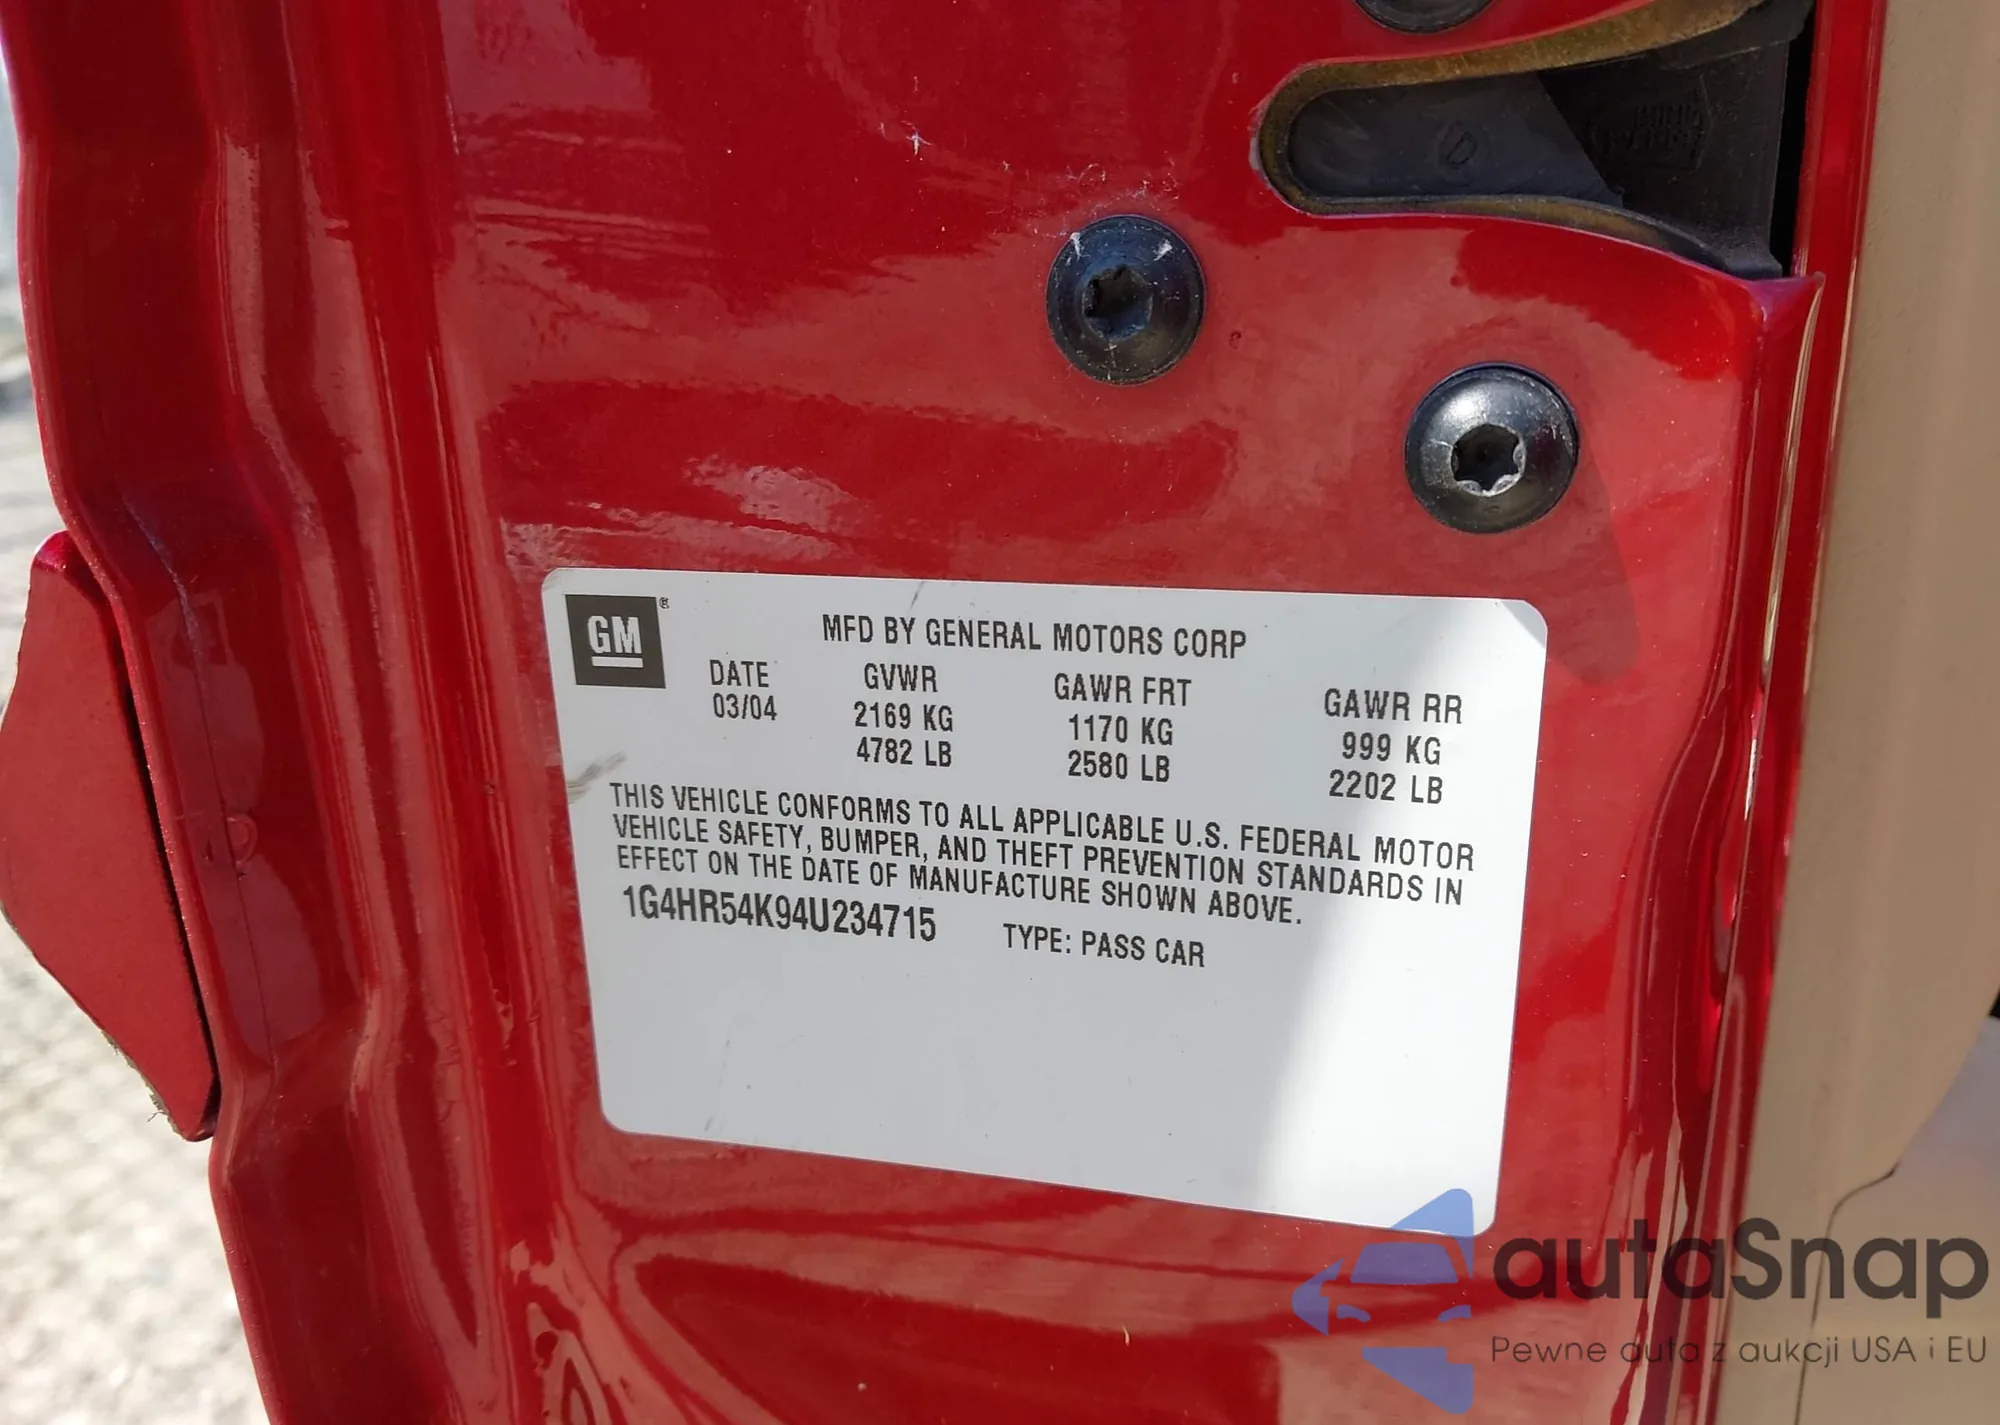 GM
®
MFD BY GENERAL MOTORS CORP
DATE GVWR GAWR FRT GAWR RR
03/04 2169 KG 1170 KG 999 KG
4782 LB 2580 LB 2202 LB
THIS VEHICLE CONFORMS TO ALL APPLICABLE U.S. FEDERAL MOTOR
VEHICLE SAFETY, BUMPER, AND THEFT PREVENTION STANDARDS IN
EFFECT ON THE DATE OF MANUFACTURE SHOWN ABOVE.
1G4HR54K94U234715 TYPE: PASS CAR
autaSnap
Pewne auta z aukcji USA i EU